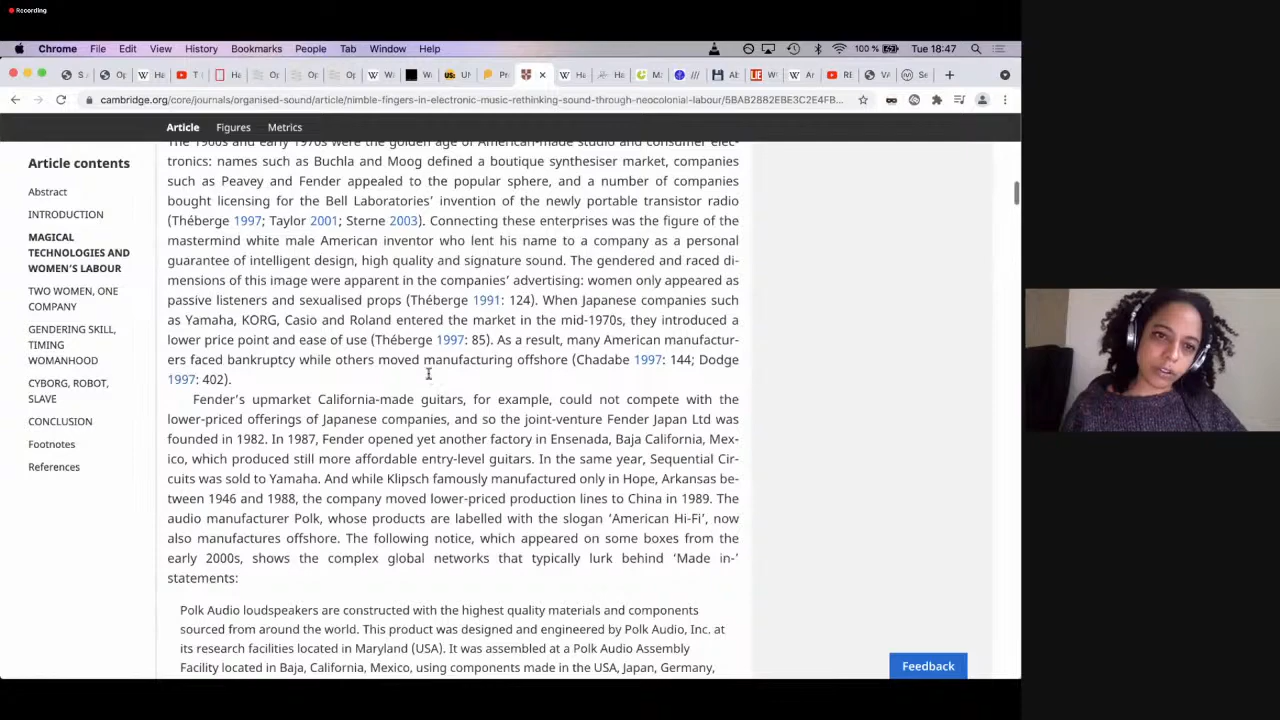 Recording
Chrome File Edit View History Bookmarks People Tab Window Help 100 % Tue 18:47
cambridge.org/core/journals/organised-sound/article/nimble-fingers-in-electronic-music-rethinking-sound-through-neocolonial-labour/5BAB2882EBE3C2E4FB...
Article Figures Metrics
Article contents
Abstract
INTRODUCTION
MAGICAL
TECHNOLOGIES AND
WOMEN'S LABOUR
TWO WOMEN, ONE
COMPANY
GENDERING SKILL,
TIMING
WOMANHOOD
CYBORG, ROBOT,
SLAVE
CONCLUSION
Footnotes
References
The 1960s and early 1970s were the golden age of American-made studio and consumer elec-
tronics: names such as Buchla and Moog defined a boutique synthesiser market, companies
such as Peavey and Fender appealed to the popular sphere, and a number of companies
bought licensing for the Bell Laboratories' invention of the newly portable transistor radio
(Théberge 1997; Taylor 2001; Sterne 2003). Connecting these enterprises was the figure of the
mastermind white male American inventor who lent his name to a company as a personal
guarantee of intelligent design, high quality and signature sound. The gendered and raced di-
mensions of this image were apparent in the companies' advertising: women only appeared as
passive listeners and sexualised props (Théberge 1991: 124). When Japanese companies such
as Yamaha, KORG, Casio and Roland entered the market in the mid-1970s, they introduced a
lower price point and ease of use (Théberge 1997: 85). As a result, many American manufactur-
ers faced bankruptcy while others moved manufacturing offshore (Chadabe 1997: 144; Dodge
1997: 402).
Fender's upmarket California-made guitars, for example, could not compete with the
lower-priced offerings of Japanese companies, and so the joint-venture Fender Japan Ltd was
founded in 1982. In 1987, Fender opened yet another factory in Ensenada, Baja California, Mex-
ico, which produced still more affordable entry-level guitars. In the same year, Sequential Cir-
cuits was sold to Yamaha. And while Klipsch famously manufactured only in Hope, Arkansas be-
tween 1946 and 1988, the company moved lower-priced production lines to China in 1989. The
audio manufacturer Polk, whose products are labelled with the slogan 'American Hi-Fi', now
also manufactures offshore. The following notice, which appeared on some boxes from the
early 2000s, shows the complex global networks that typically lurk behind 'Made in-'
statements:
Polk Audio loudspeakers are constructed with the highest quality materials and components
sourced from around the world. This product was designed and engineered by Polk Audio, Inc. at
its research facilities located in Maryland (USA). It was assembled at a Polk Audio Assembly
Facility located in Baja, California, Mexico, using components made in the USA, Japan, Germany,
Feedback